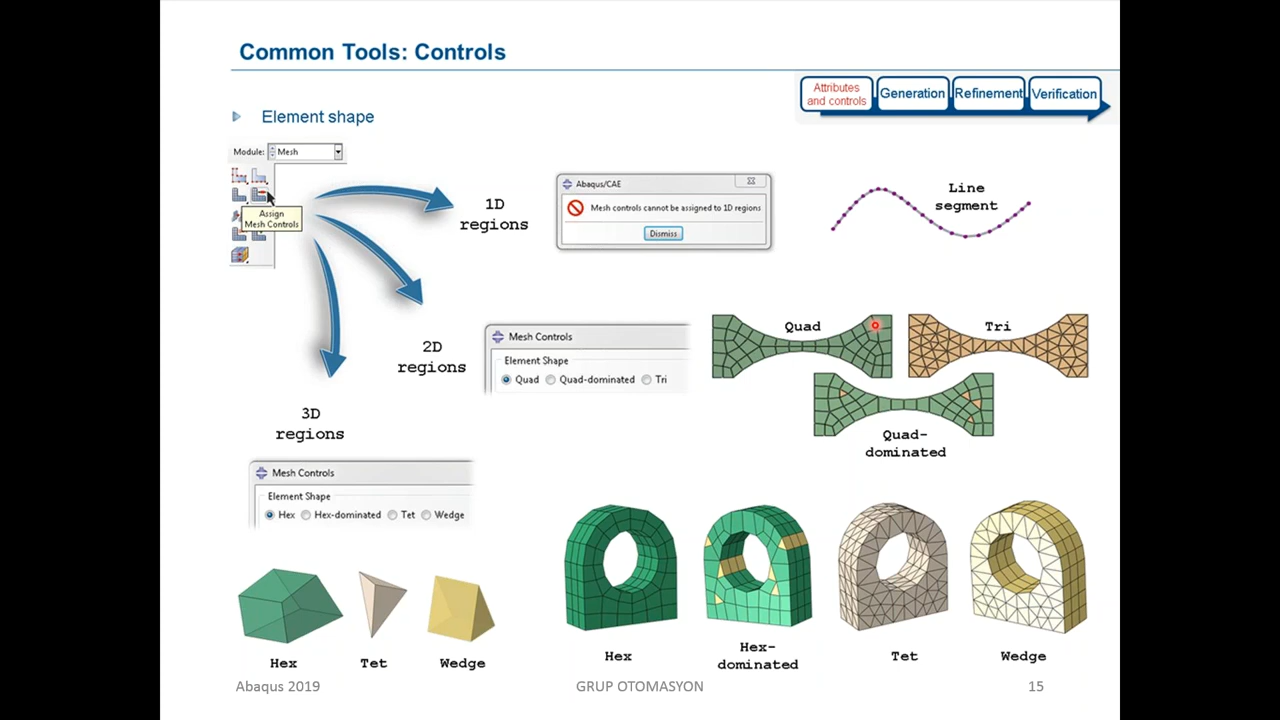 Common Tools: Controls
Attributes
and controls
Generation
Refinement
Verification
Element shape
Module: Mesh
Assign
Mesh Controls
1D
regions
Abaqus/CAE
Mesh controls cannot be assigned to 1D regions
Dismiss
Line
segment
2D
regions
Mesh Controls
Element Shape
Quad Quad-dominated Tri
Quad
Tri
Quad-
dominated
3D
regions
Mesh Controls
Element Shape
Hex Hex-dominated Tet Wedge
Hex
Tet
Wedge
Hex
Hex-
dominated
Tet
Wedge
Abaqus 2019
GRUP OTOMASYON
15